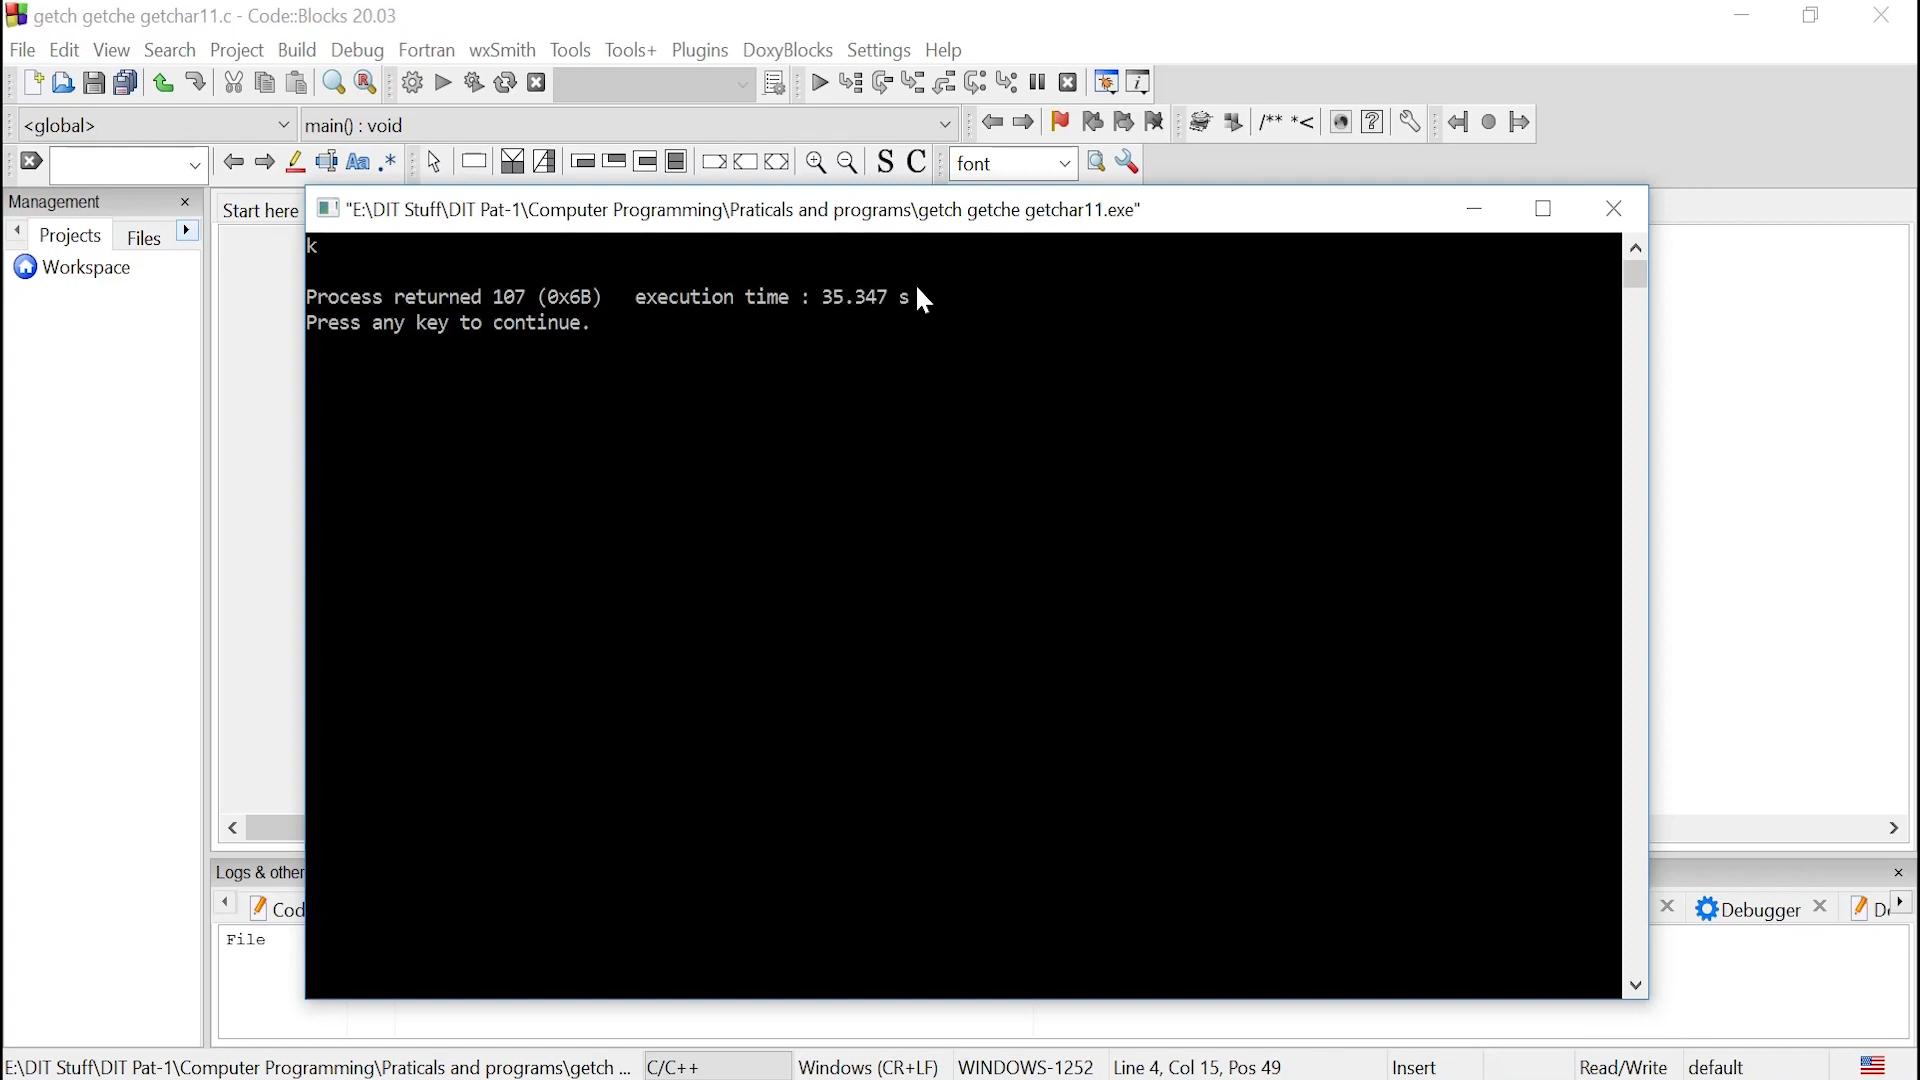 getch getche getchar11.c - Code::Blocks 20.03
File Edit View Search Project Build Debug Fortran wxSmith Tools Tools+ Plugins DoxyBlocks Settings Help
<global> main() : void /** *<
Aa .* S C font
Management
Start here
"E:\DIT Stuff\DIT Pat-1\Computer Programming\Praticals and programs\getch getche getchar11.exe"
Projects Files
Workspace
k
Process returned 107 (0x6B)   execution time : 35.347 s
Press any key to continue.
Logs & other
Cod
Debugger
File
E:\DIT Stuff\DIT Pat-1\Computer Programming\Praticals and programs\getch ... C/C++ Windows (CR+LF) WINDOWS-1252 Line 4, Col 15, Pos 49 Insert Read/Write default